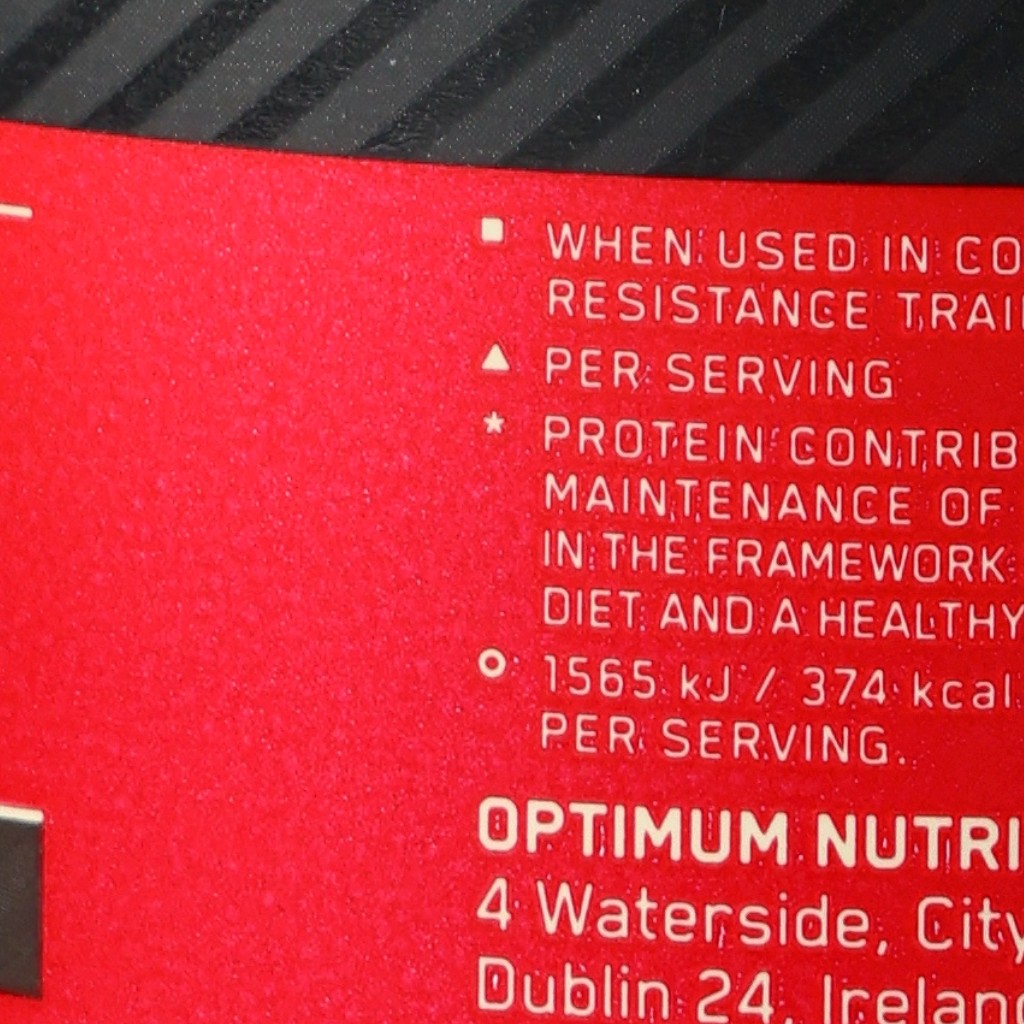 ■ WHEN USED IN CO
RESISTANCE TRAI
▲ PER SERVING
* PROTEIN CONTRIB
MAINTENANCE OF
IN THE FRAMEWORK
DIET AND A HEALTHY
○ 1565 kJ / 374 kcal
PER SERVING.
OPTIMUM NUTRI
4 Waterside, City
Dublin 24, Ireland